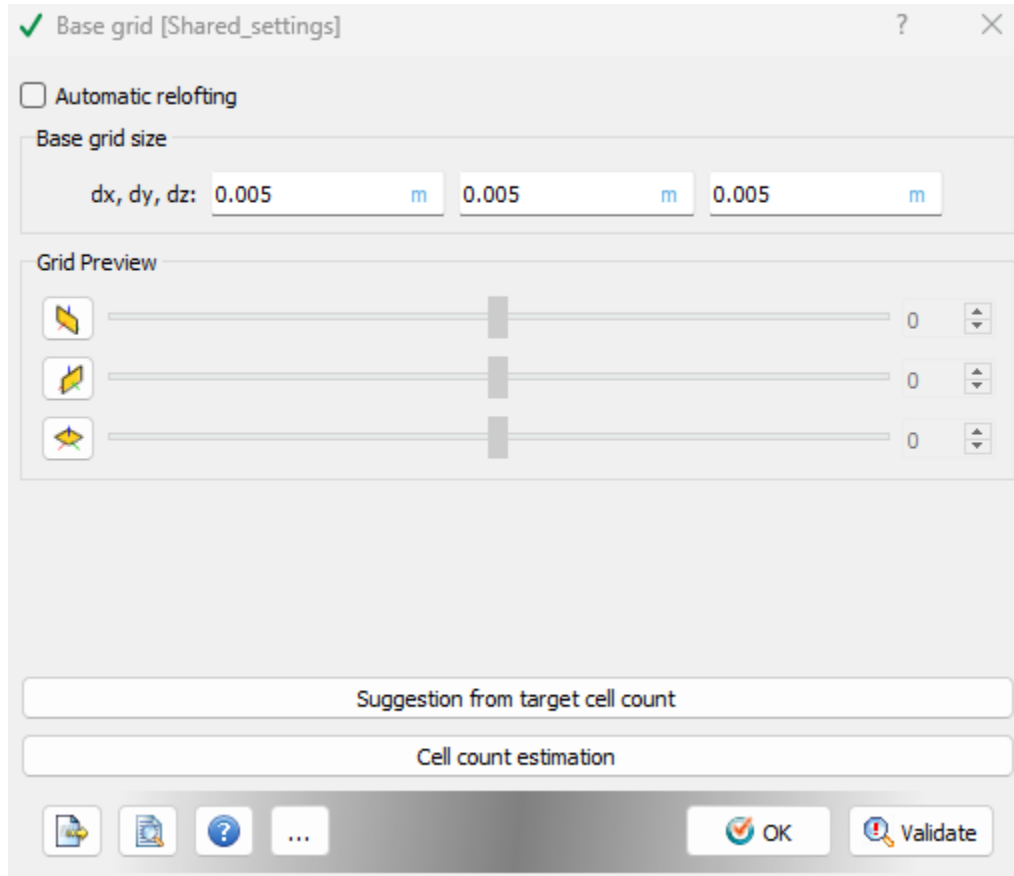 Base grid [Shared_settings] ?
Automatic relofting
Base grid size
dx, dy, dz: 0.005 m 0.005 m 0.005 m
Grid Preview
0
0
0
Suggestion from target cell count
Cell count estimation
? ... OK Validate